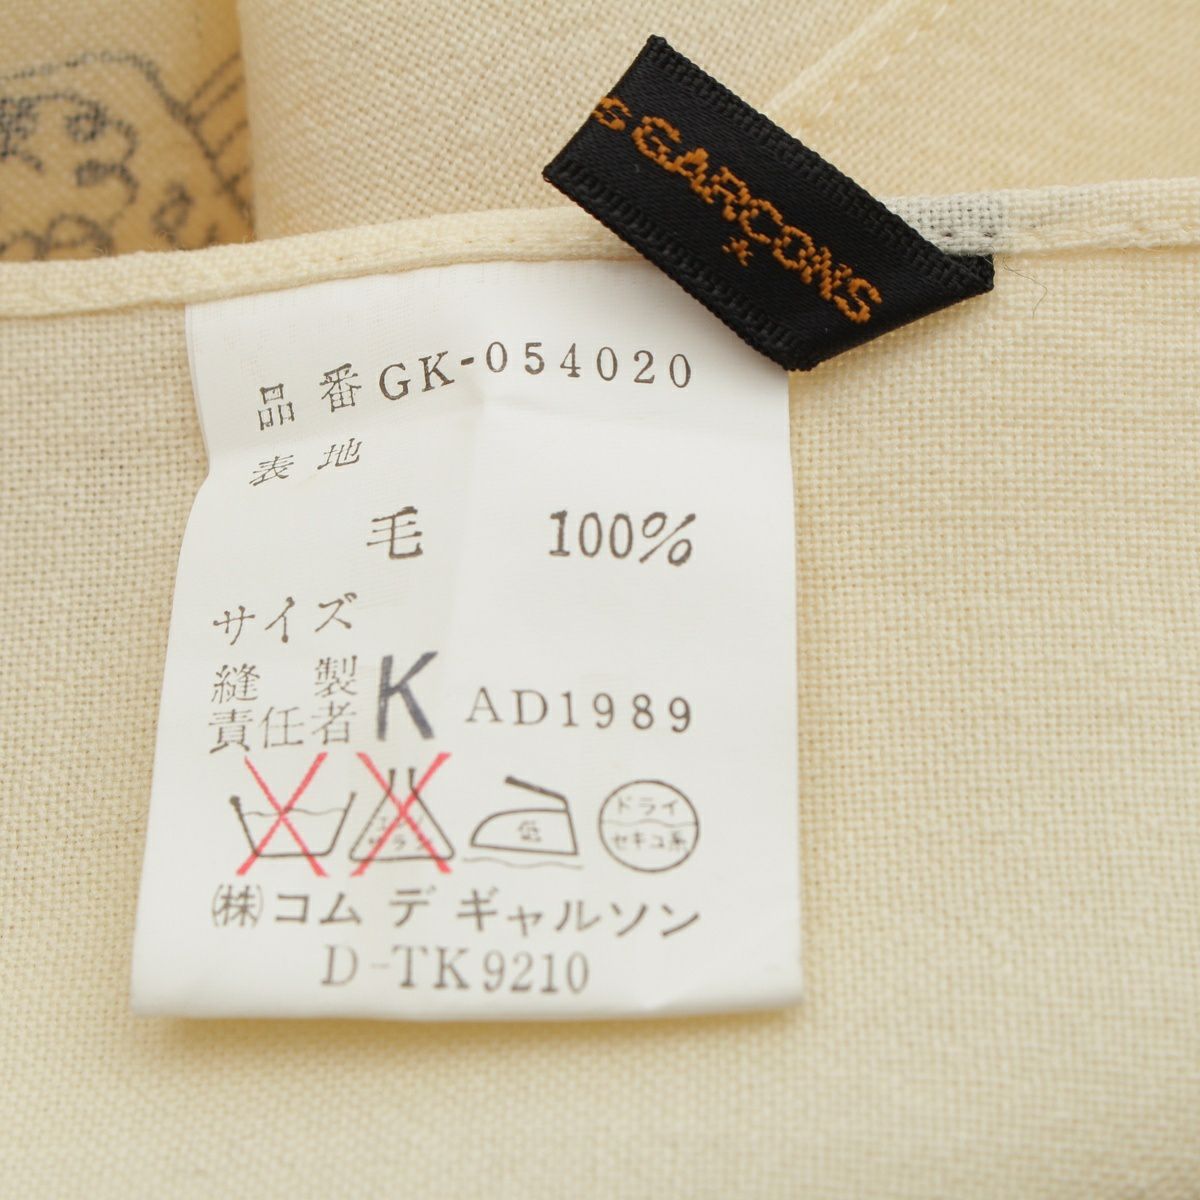 S GARCONS
品番 GK-054020
表地
毛 100%
サイズ
縫製
責任者 K AD1989
低
ドライ
セキユ系
㈱コム デ ギャルソン
D-TK9210